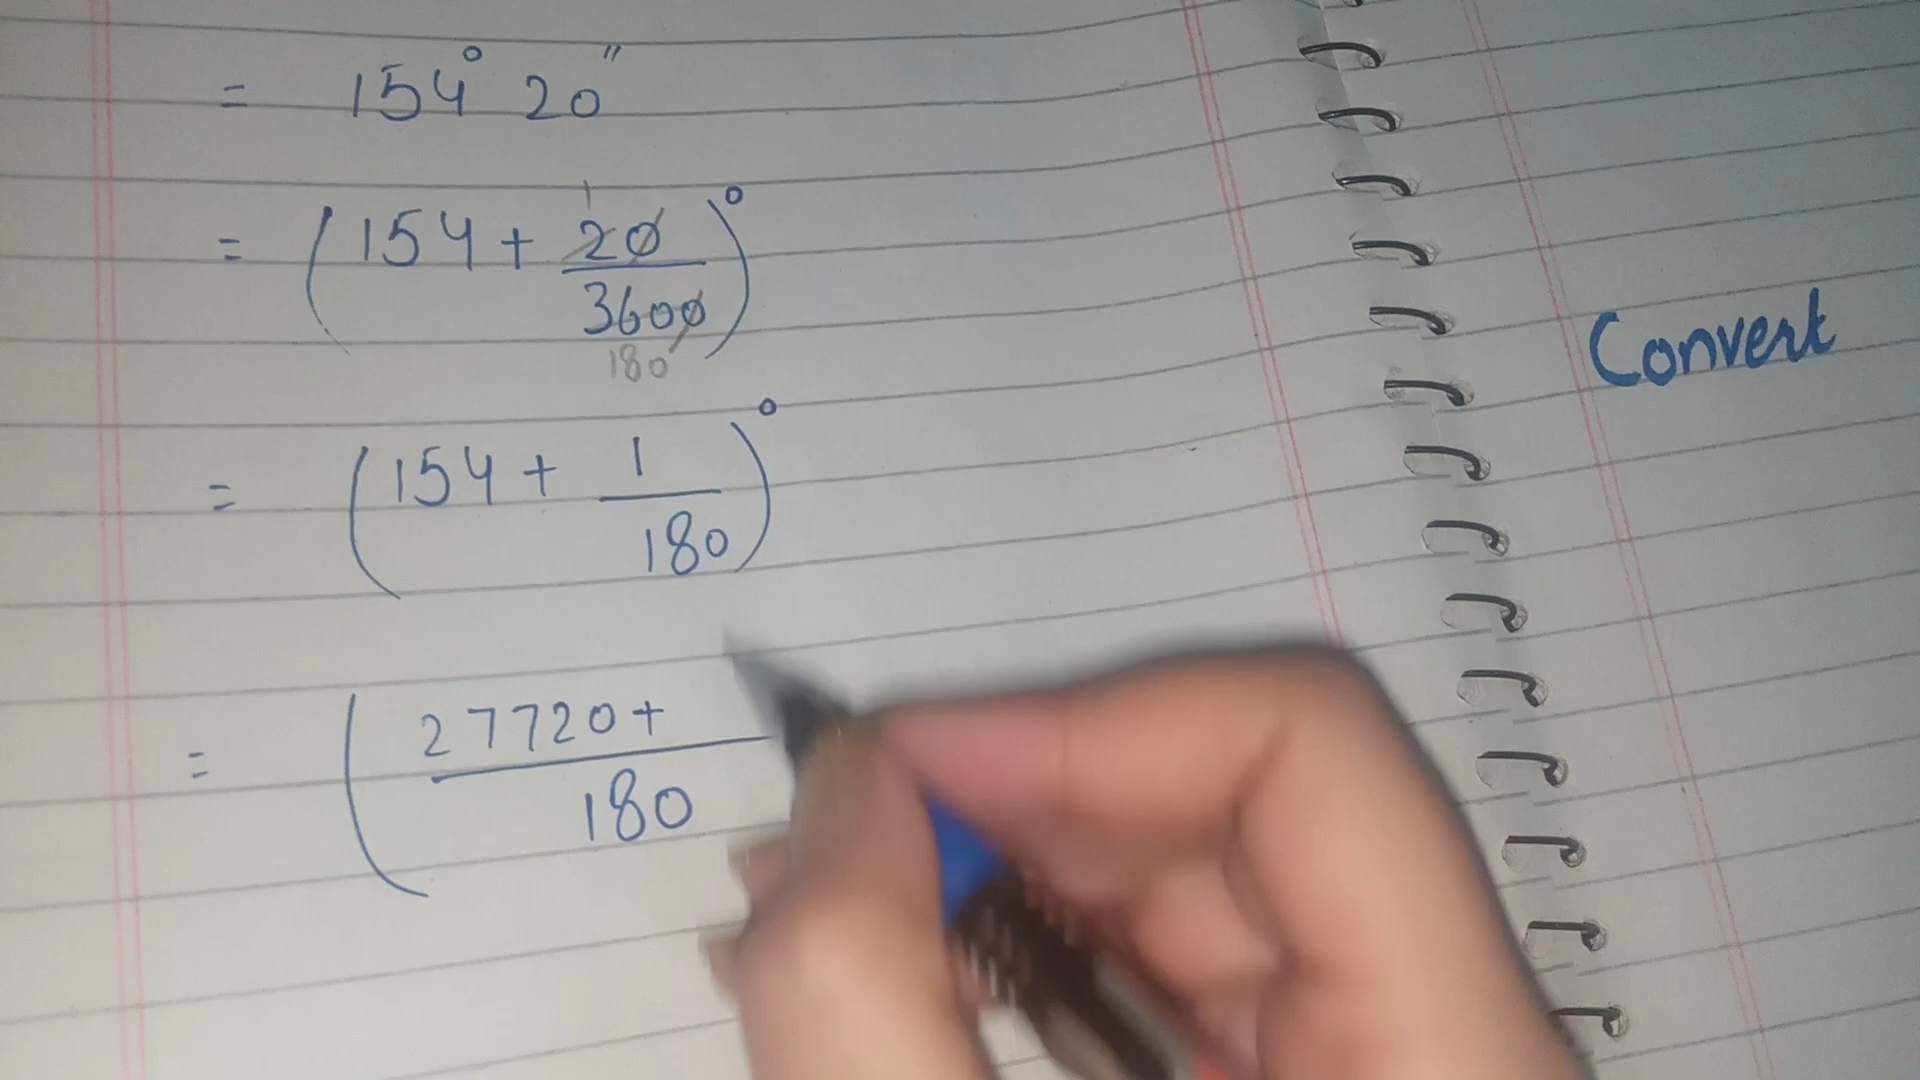 = 154° 20"
1
= (154 + 20/3600)°
180
= (154 + 1/180)°
= (27720 + /180
Convert